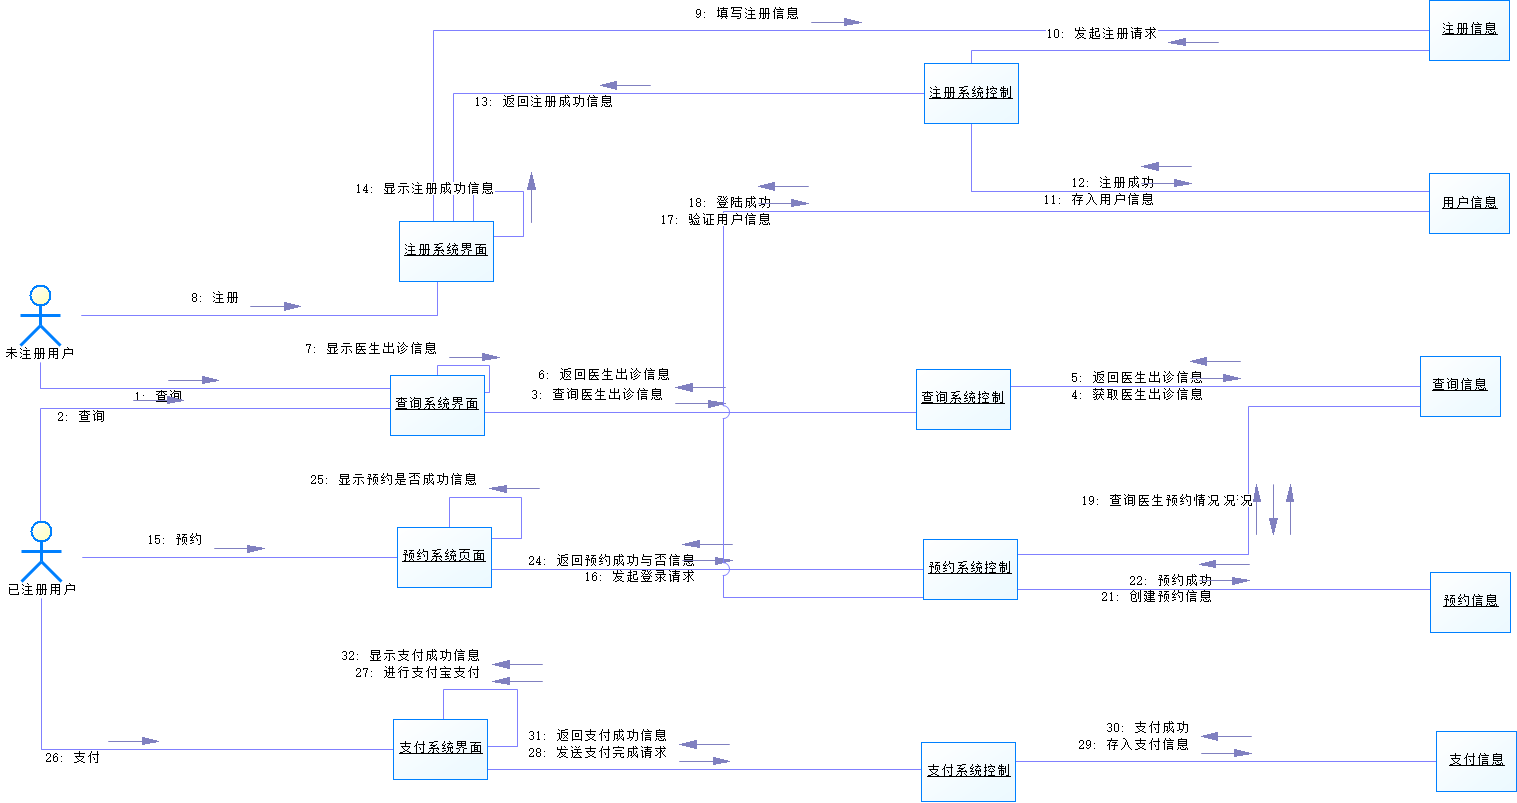 9: 填写注册信息
注册信息
10: 发起注册请求
注册系统控制
13: 返回注册成功信息
14: 显示注册成功信息
12: 注册成功
11: 存入用户信息
18: 登陆成功
17: 验证用户信息
用户信息
注册系统界面
8: 注册
未注册用户
7: 显示医生出诊信息
1: 查询
2: 查询
查询系统界面
6: 返回医生出诊信息
3: 查询医生出诊信息
查询系统控制
5: 返回医生出诊信息
4: 获取医生出诊信息
查询信息
25: 显示预约是否成功信息
19: 查询医生预约情况
15: 预约
已注册用户
预约系统页面
24: 返回预约成功与否信息
16: 发起登录请求
预约系统控制
22: 预约成功
21: 创建预约信息
预约信息
32: 显示支付成功信息
27: 进行支付宝支付
26: 支付
支付系统界面
31: 返回支付成功信息
28: 发送支付完成请求
支付系统控制
30: 支付成功
29: 存入支付信息
支付信息